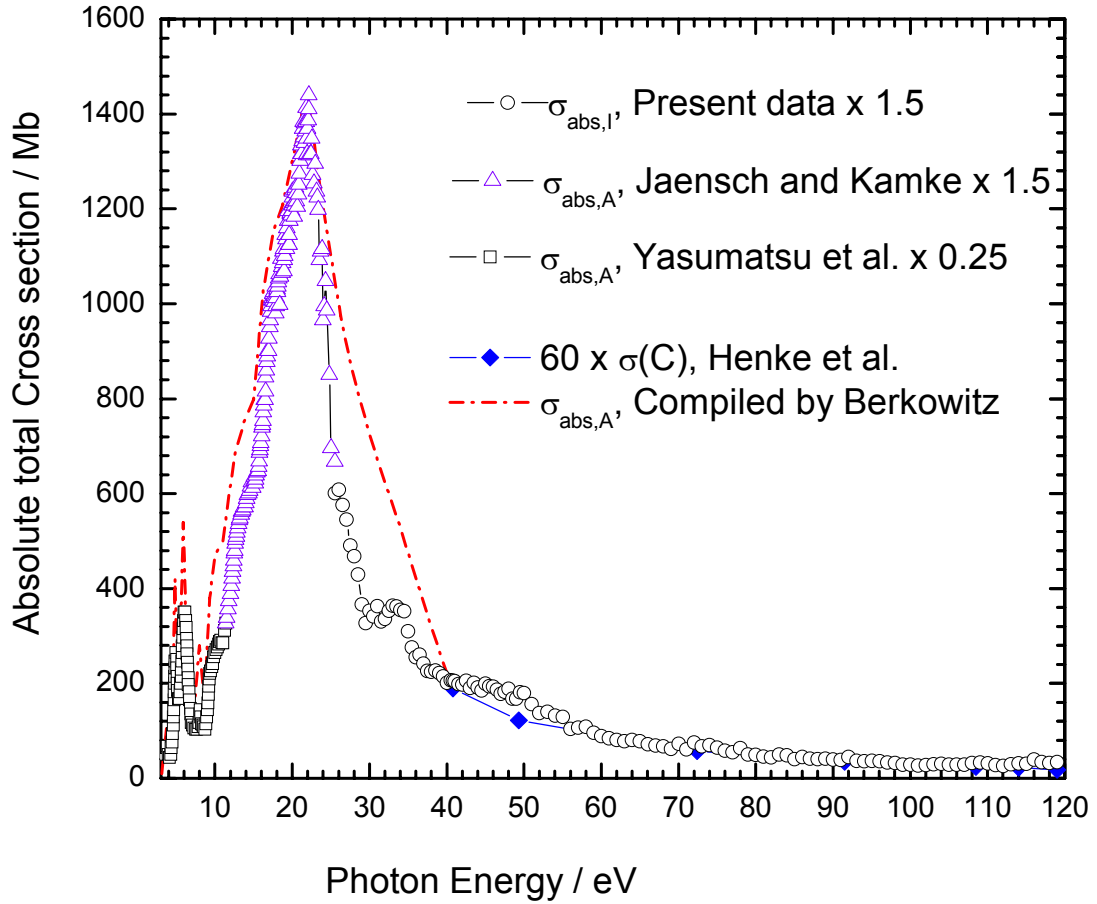 1600
1400
1200
1000
800
600
400
200
0
Absolute total Cross section / Mb
σabs,I, Present data x 1.5
σabs,A, Jaensch and Kamke x 1.5
σabs,A, Yasumatsu et al. x 0.25
60 x σ(C), Henke et al.
σabs,A, Compiled by Berkowitz
10 20 30 40 50 60 70 80 90 100 110 120
Photon Energy / eV